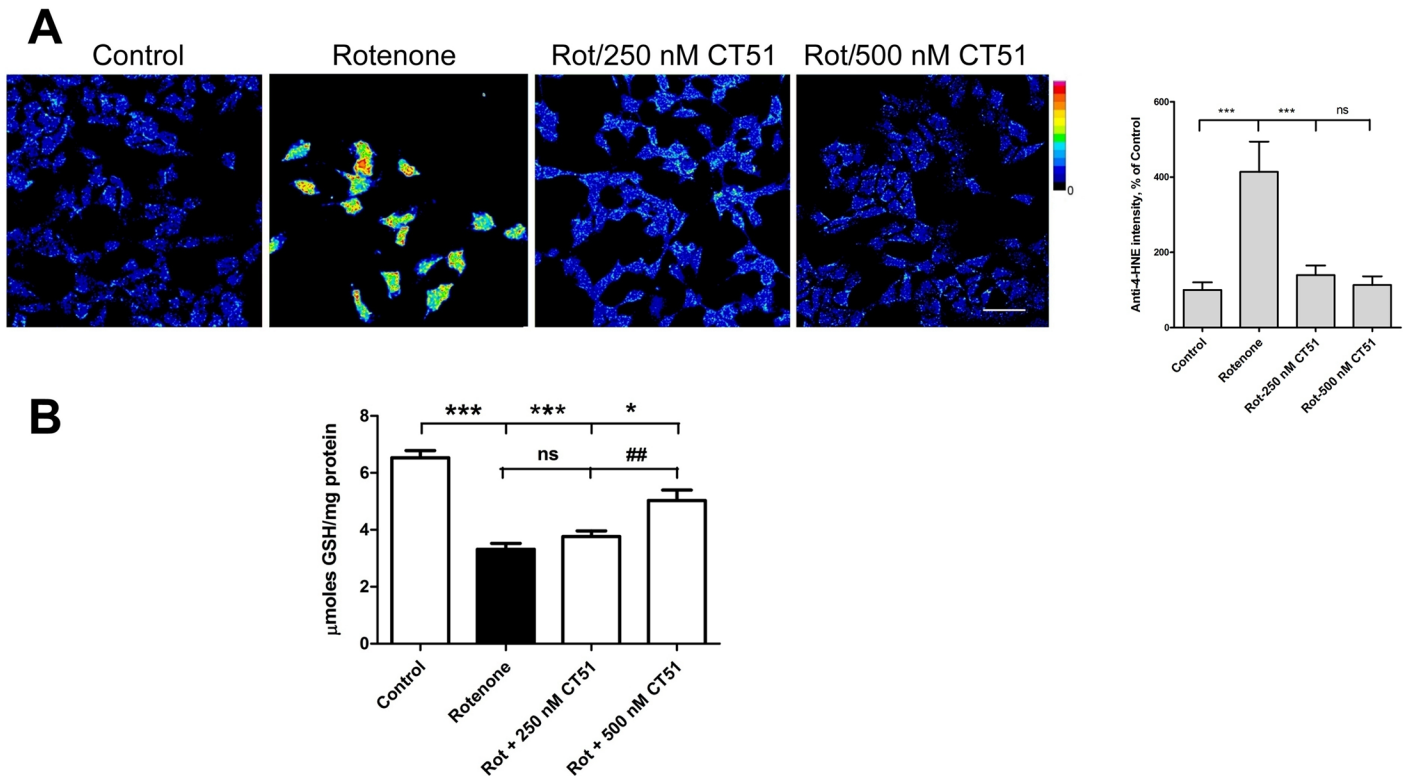 A
Control
Rotenone
Rot/250 nM CT51
Rot/500 nM CT51
0
Anti-4-HNE intensity, % of Control
600
400
200
0
***
***
ns
Control
Rotenone
Rot-250 nM CT51
Rot-500 nM CT51
B
μmoles GSH/mg protein
8
6
4
2
0
***
***
*
ns
##
Control
Rotenone
Rot + 250 nM CT51
Rot + 500 nM CT51